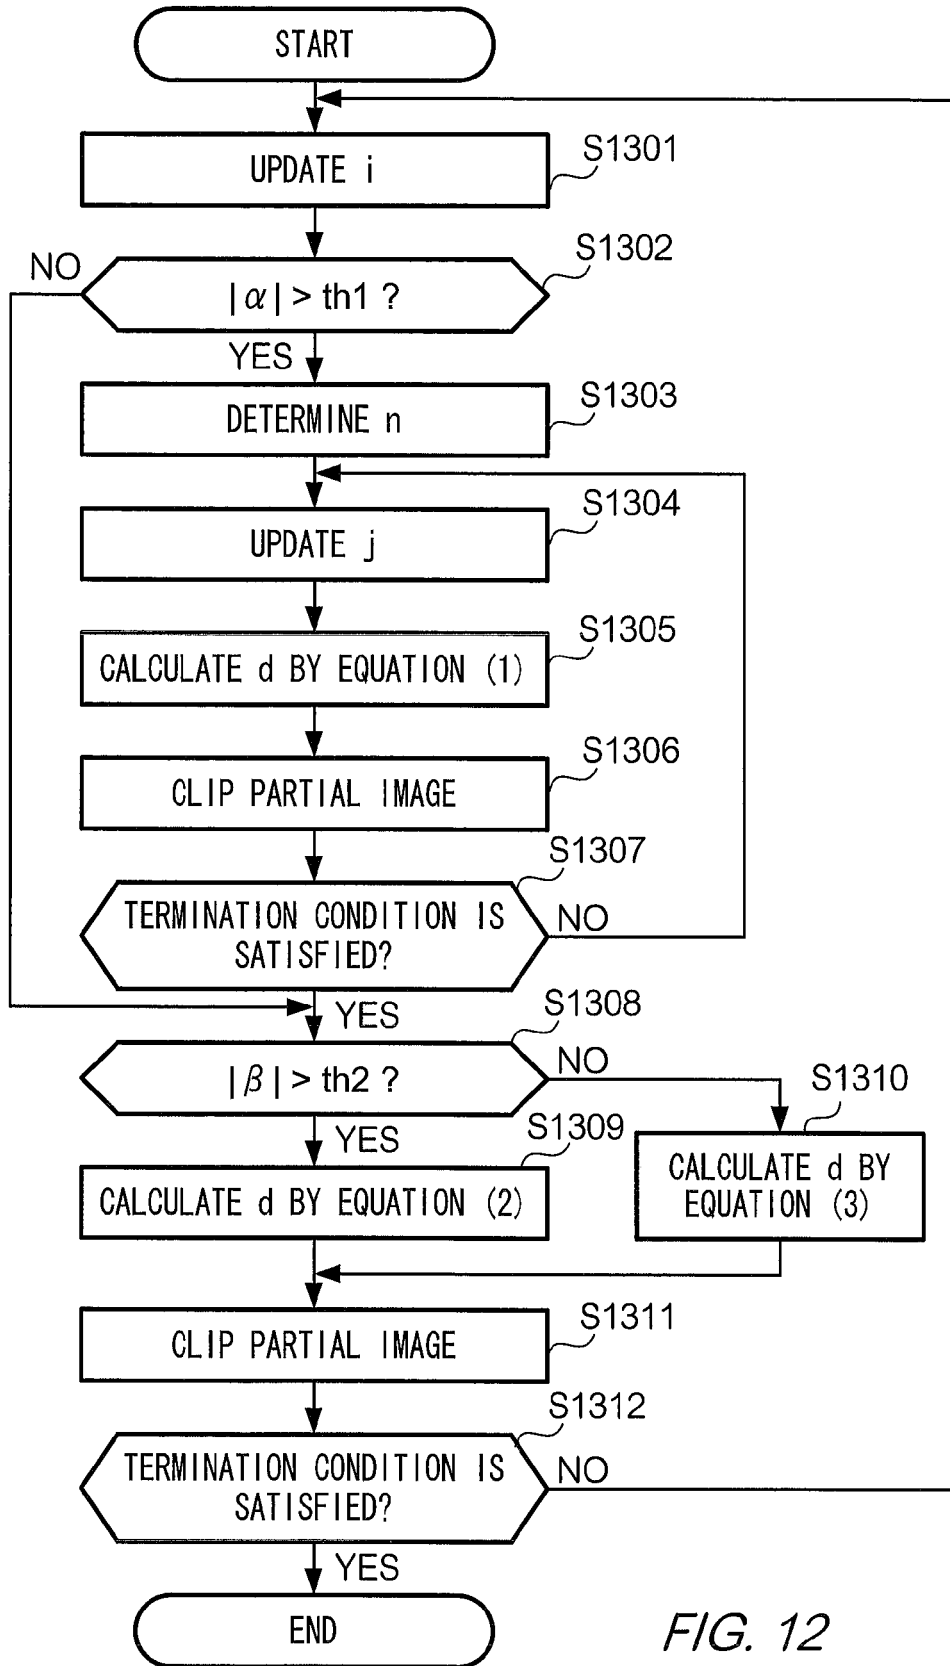 START
UPDATE i
S1301
S1302
NO
|α| > th1 ?
YES
S1303
DETERMINE n
S1304
UPDATE j
S1305
CALCULATE d BY EQUATION (1)
S1306
CLIP PARTIAL IMAGE
S1307
TERMINATION CONDITION IS
SATISFIED?
NO
YES
S1308
|β| > th2 ?
NO
S1310
YES
S1309
CALCULATE d BY EQUATION (2)
CALCULATE d BY
EQUATION (3)
S1311
CLIP PARTIAL IMAGE
S1312
TERMINATION CONDITION IS
SATISFIED?
NO
YES
END
FIG. 12